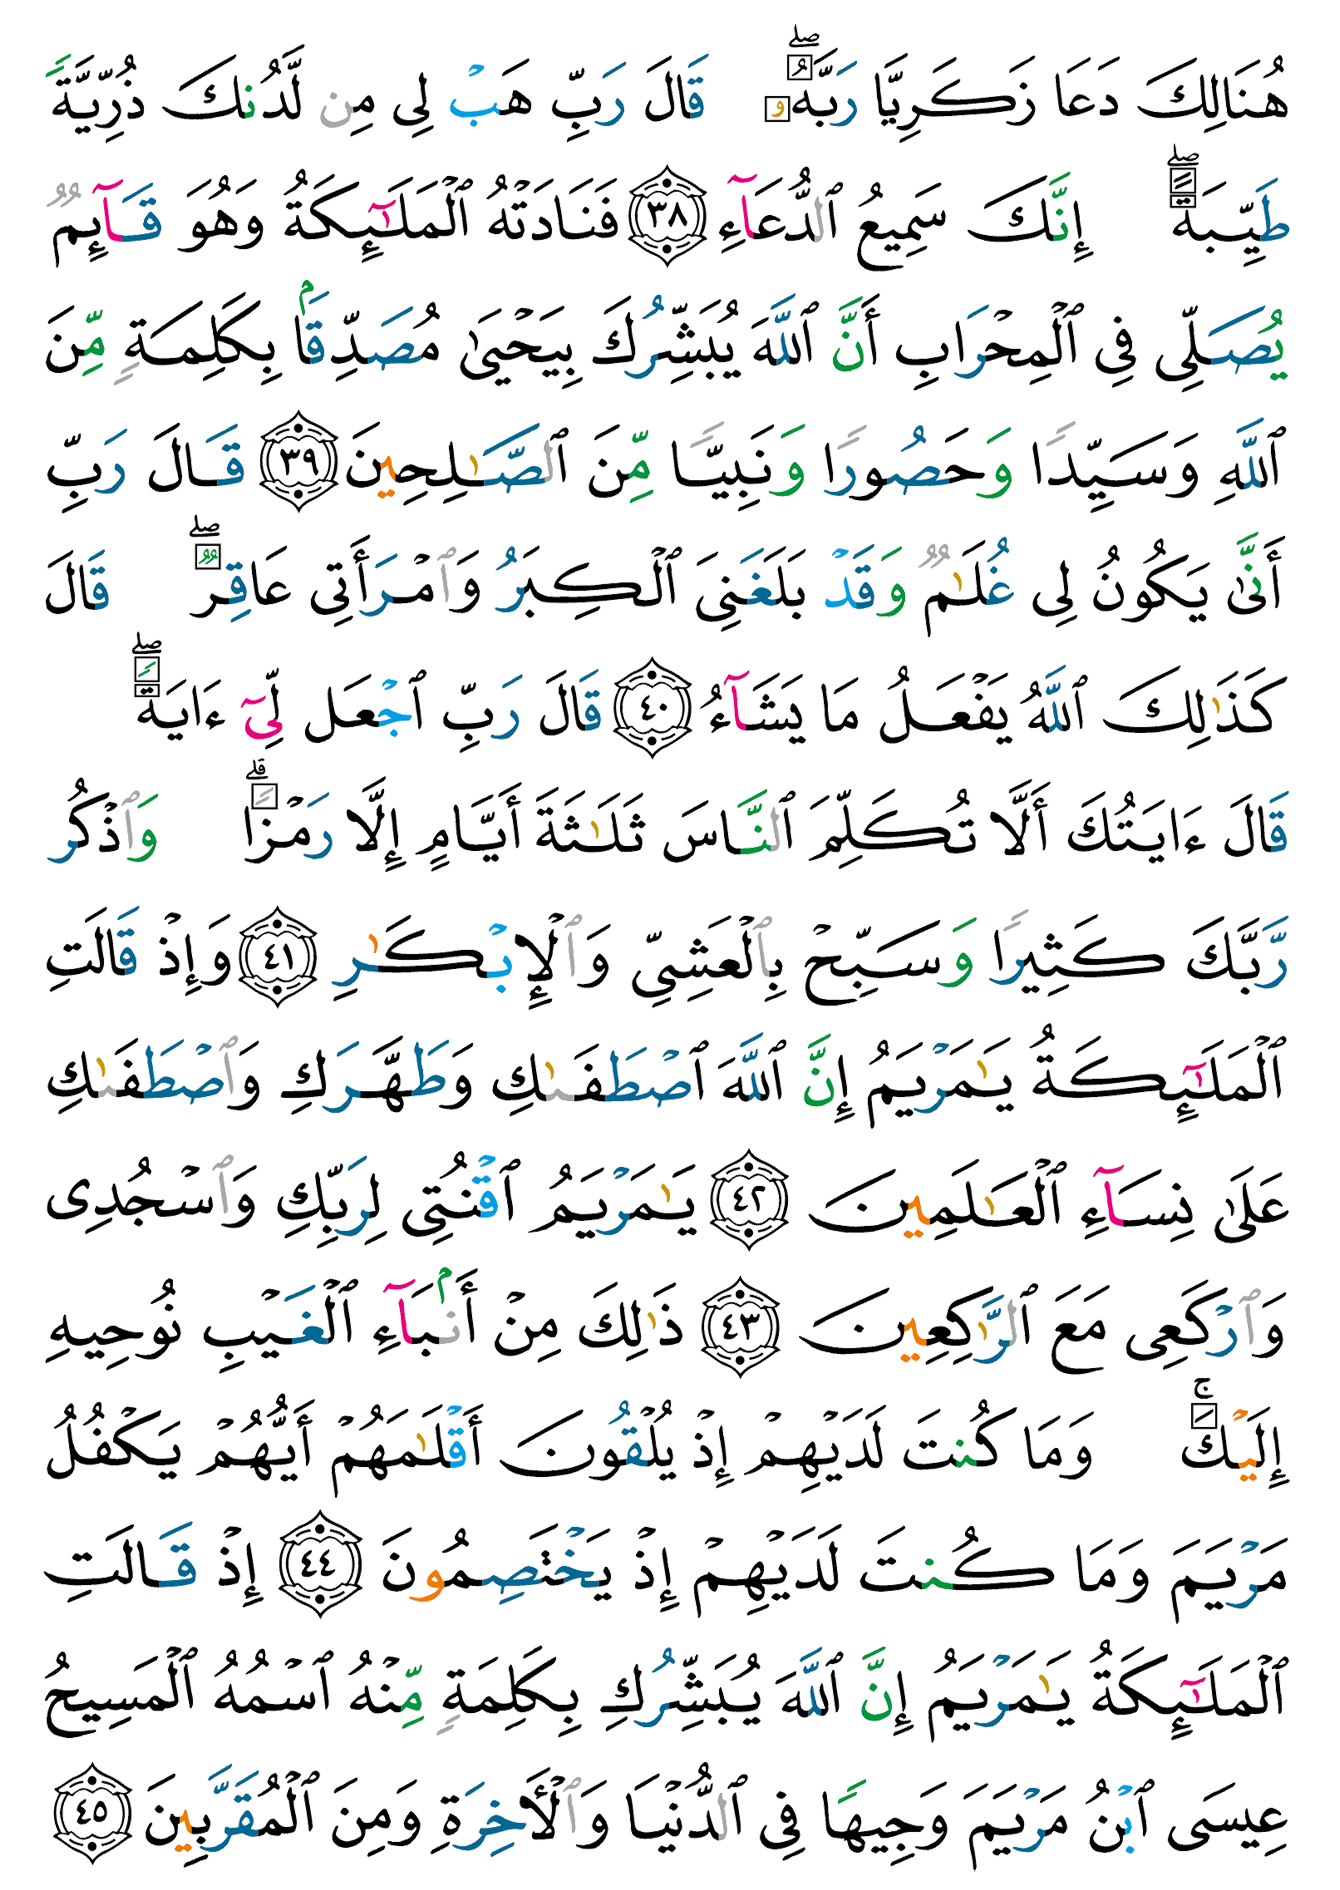 هُنَالِكَ دَعَا زَكَرِيَّا رَبَّهُۥۖ قَالَ رَبِّ هَبۡ لِى مِن لَّدُنكَ ذُرِّيَّةً
طَيِّبَةًۖ إِنَّكَ سَمِيعُ ٱلدُّعَآءِ ٣٨ فَنَادَتۡهُ ٱلۡمَلَـٰٓئِكَةُ وَهُوَ قَآئِمٌ
يُصَلِّى فِى ٱلۡمِحۡرَابِ أَنَّ ٱللَّهَ يُبَشِّرُكَ بِيَحۡيَىٰ مُصَدِّقَۢا بِكَلِمَةٍ مِّنَ
ٱللَّهِ وَسَيِّدًا وَحَصُورًا وَنَبِيًّا مِّنَ ٱلصَّـٰلِحِينَ ٣٩ قَالَ رَبِّ
أَنَّىٰ يَكُونُ لِى غُلَـٰمٌ وَقَدۡ بَلَغَنِىَ ٱلۡكِبَرُ وَٱمۡرَأَتِى عَاقِرٌۖ قَالَ
كَذَٰلِكَ ٱللَّهُ يَفۡعَلُ مَا يَشَآءُ ٤٠ قَالَ رَبِّ ٱجۡعَل لِّىٓ ءَايَةًۖ
قَالَ ءَايَتُكَ أَلَّا تُكَلِّمَ ٱلنَّاسَ ثَلَـٰثَةَ أَيَّامٍ إِلَّا رَمۡزًاۗ وَٱذۡكُر
رَّبَّكَ كَثِيرًا وَسَبِّحۡ بِٱلۡعَشِىِّ وَٱلۡإِبۡكَـٰرِ ٤١ وَإِذۡ قَالَتِ
ٱلۡمَلَـٰٓئِكَةُ يَـٰمَرۡيَمُ إِنَّ ٱللَّهَ ٱصۡطَفَىٰكِ وَطَهَّرَكِ وَٱصۡطَفَىٰكِ
عَلَىٰ نِسَآءِ ٱلۡعَـٰلَمِينَ ٤٢ يَـٰمَرۡيَمُ ٱقۡنُتِى لِرَبِّكِ وَٱسۡجُدِى
وَٱرۡكَعِى مَعَ ٱلرَّٰكِعِينَ ٤٣ ذَٰلِكَ مِنۡ أَنۢبَآءِ ٱلۡغَيۡبِ نُوحِيهِ
إِلَيۡكَۚ وَمَا كُنتَ لَدَيۡهِمۡ إِذۡ يُلۡقُونَ أَقۡلَـٰمَهُمۡ أَيُّهُمۡ يَكۡفُلُ
مَرۡيَمَ وَمَا كُنتَ لَدَيۡهِمۡ إِذۡ يَخۡتَصِمُونَ ٤٤ إِذۡ قَالَتِ
ٱلۡمَلَـٰٓئِكَةُ يَـٰمَرۡيَمُ إِنَّ ٱللَّهَ يُبَشِّرُكِ بِكَلِمَةٍ مِّنۡهُ ٱسۡمُهُ ٱلۡمَسِيحُ
عِيسَى ٱبۡنُ مَرۡيَمَ وَجِيهًا فِى ٱلدُّنۡيَا وَٱلۡأَخِرَةِ وَمِنَ ٱلۡمُقَرَّبِينَ ٤٥